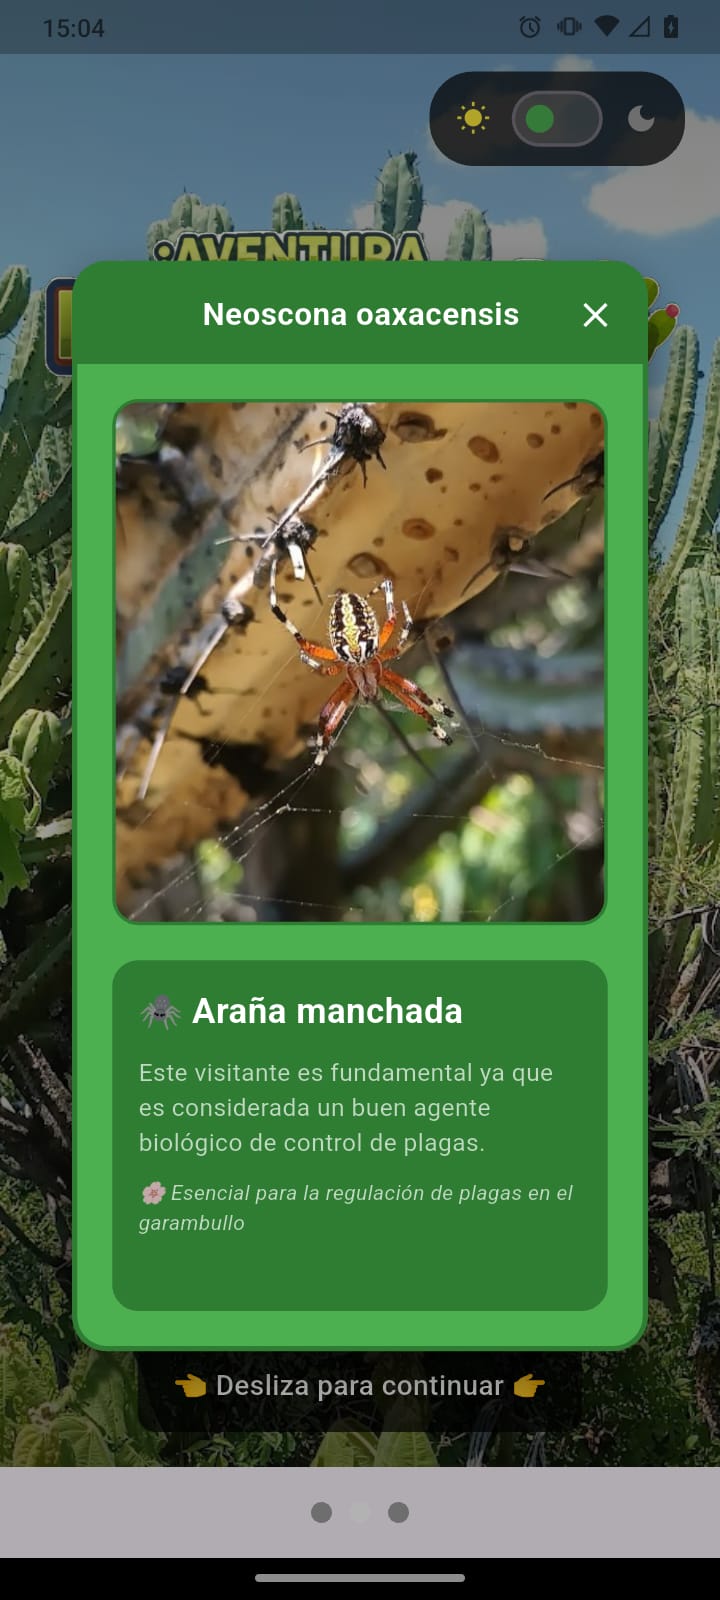 15:04
¡AVENTURA
Neoscona oaxacensis
🕷️ Araña manchada
Este visitante es fundamental ya que
es considerada un buen agente
biológico de control de plagas.
🌸 Esencial para la regulación de plagas en el
garambullo
👈 Desliza para continuar 👉